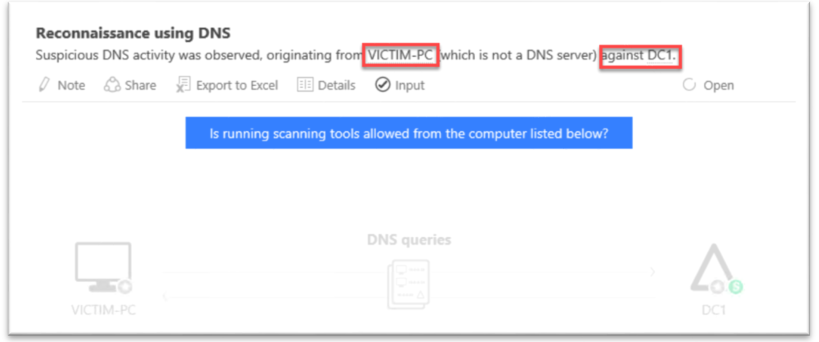 Reconnaissance using DNS
Suspicious DNS activity was observed, originating from VICTIM-PC (which is not a DNS server) against DC1.
Note Share Export to Excel Details Input Open
Is running scanning tools allowed from the computer listed below?
DNS queries
VICTIM-PC DC1